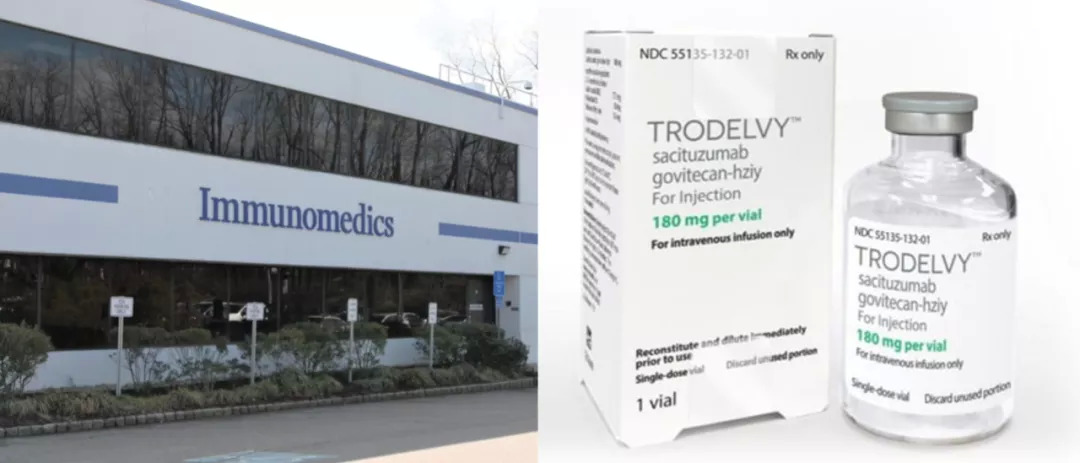 Immunomedics
NDC 55135-132-01 Rx only
TRODELVY™
sacituzumab
govitecan-hziy
For Injection
180 mg per vial
For intravenous infusion only
Reconstitute and dilute immediately
prior to use
Single-dose vial Discard unused portion
1 vial
NDC 55135-132-01 Rx only
TRODELVY™
sacituzumab
govitecan-hziy
For Injection
180 mg per vial
For intravenous infusion only
Single-dose vial Discard unused portion